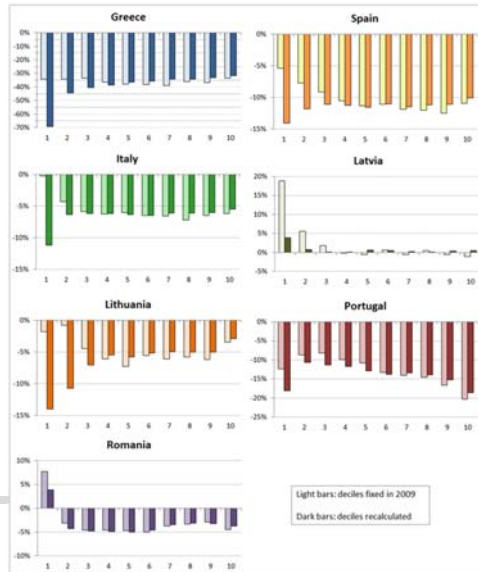 Greece
0%
-10%
-20%
-30%
-40%
-50%
-60%
-70%
1 2 3 4 5 6 7 8 9 10
Spain
0%
-5%
-10%
-15%
1 2 3 4 5 6 7 8 9 10
Italy
0%
-5%
-10%
-15%
1 2 3 4 5 6 7 8 9 10
Latvia
20%
15%
10%
5%
0%
-5%
1 2 3 4 5 6 7 8 9 10
Lithuania
0%
-5%
-10%
-15%
1 2 3 4 5 6 7 8 9 10
Portugal
0%
-5%
-10%
-15%
-20%
-25%
1 2 3 4 5 6 7 8 9 10
Romania
10%
5%
0%
-5%
10%
1 2 3 4 5 6 7 8 9 10
Light bars: deciles fixed in 2009
Dark bars: deciles recalculated